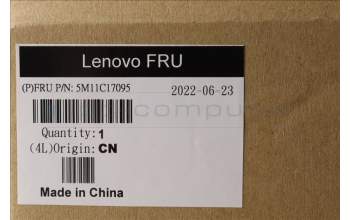 Lenovo FRU
(P)FRU P/N: 5M11C17095 2022-06-23
Quantity: 1
(4L)Origin: CN
Made in China